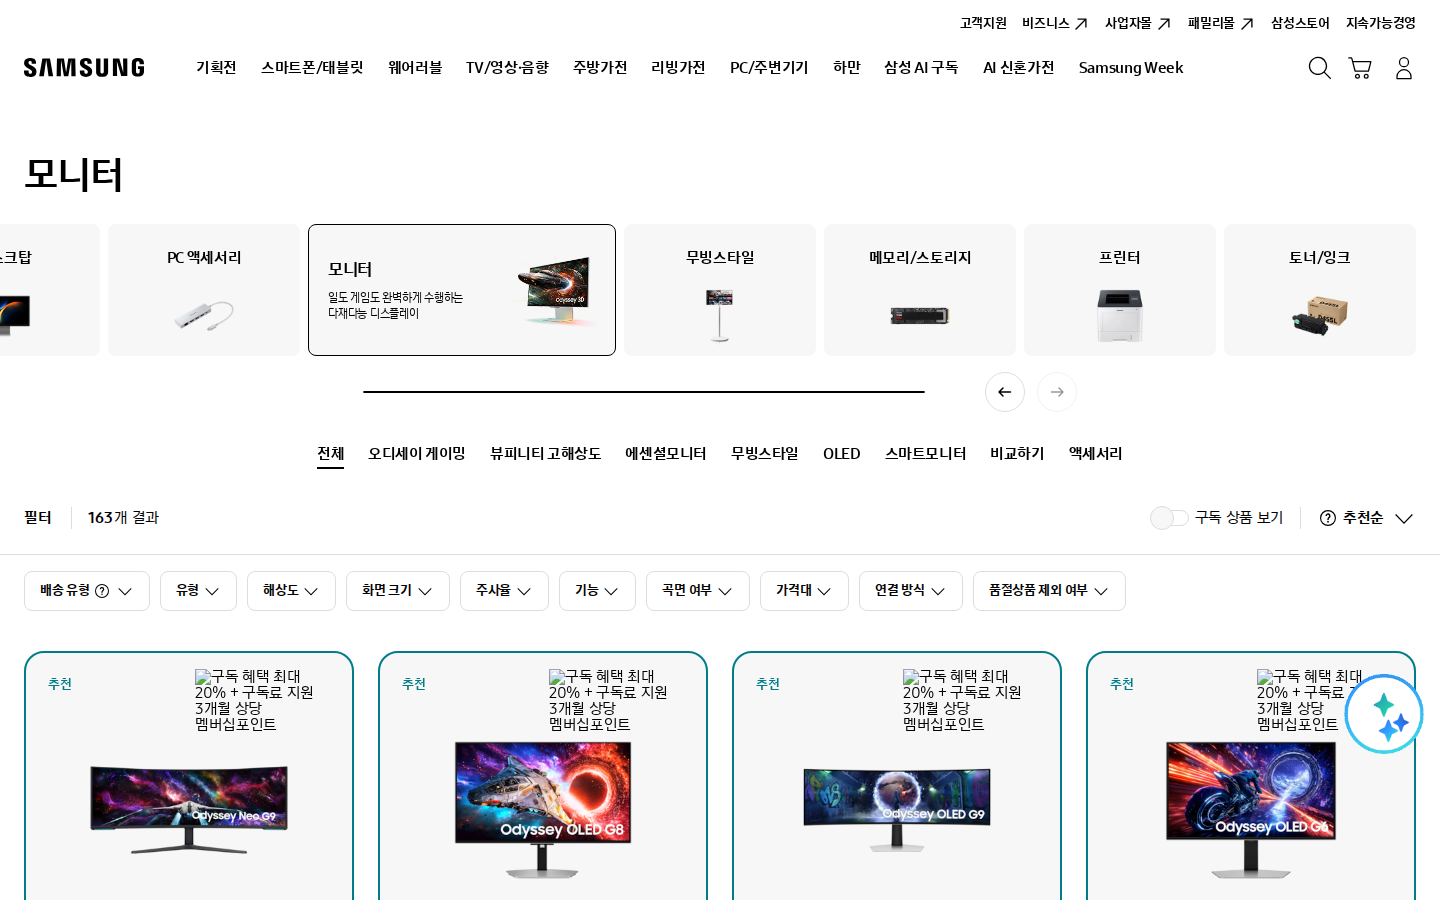 고객지원 비즈니스 사업자몰 패밀리몰 삼성스토어 지속가능경영
SAMSUNG 기획전 스마트폰/태블릿 웨어러블 TV/영상·음향 주방가전 리빙가전 PC/주변기기 하만 삼성 AI 구독 AI 신혼가전 Samsung Week
모니터
스크탑 PC 액세서리 모니터 무빙스타일 메모리/스토리지 프린터 토너/잉크
일도 게임도 완벽하게 수행하는
다재다능 디스플레이
Odyssey 3D
전체 오디세이 게이밍 뷰피니티 고해상도 에센셜모니터 무빙스타일 OLED 스마트모니터 비교하기 액세서리
필터 163개 결과 구독 상품 보기 추천순
배송 유형 유형 해상도 화면 크기 주사율 기능 곡면 여부 가격대 연결 방식 품절상품 제외 여부
추천 구독 혜택 최대
20% + 구독료 지원
3개월 상당
멤버십포인트
Odyssey Neo G9
추천 구독 혜택 최대
20% + 구독료 지원
3개월 상당
멤버십포인트
Odyssey OLED G8
추천 구독 혜택 최대
20% + 구독료 지원
3개월 상당
멤버십포인트
Odyssey OLED G9
추천 구독 혜택 최대
20% + 구독료 지
3개월 상당
멤버십포인트
Odyssey OLED G6